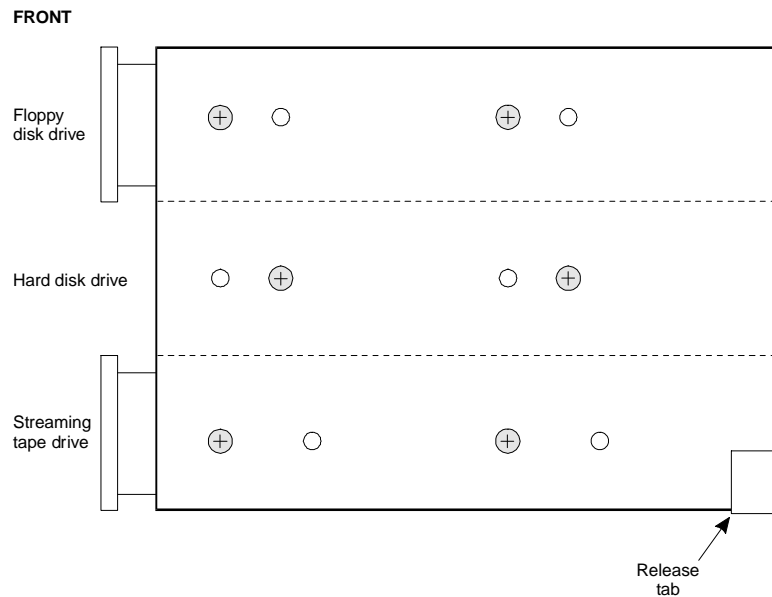 FRONT
Floppy
disk drive
Hard disk drive
Streaming
tape drive
Release
tab